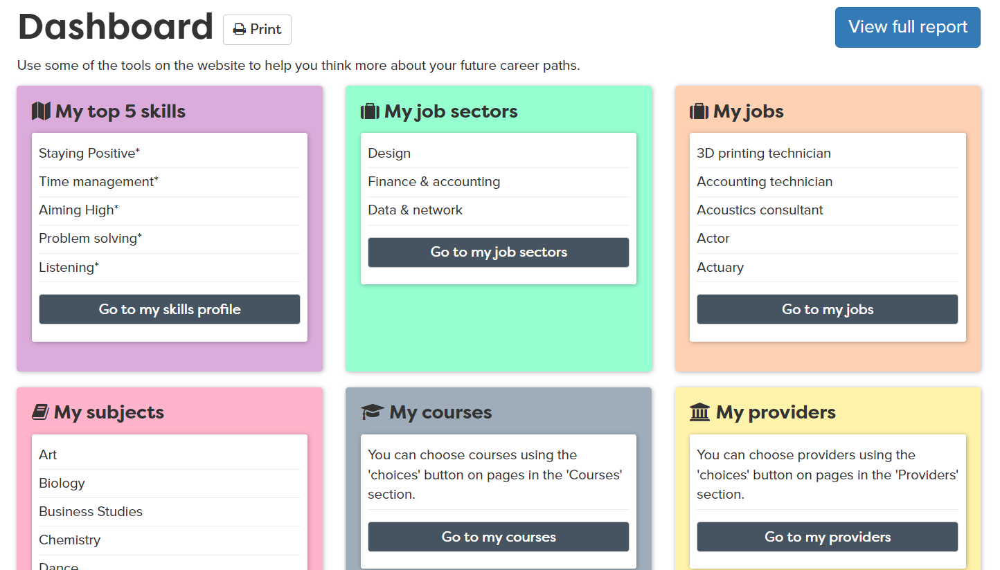 Dashboard
Print
View full report
Use some of the tools on the website to help you think more about your future career paths.
My top 5 skills
Staying Positive*
Time management*
Aiming High*
Problem solving*
Listening*
Go to my skills profile
My job sectors
Design
Finance & accounting
Data & network
Go to my job sectors
My jobs
3D printing technician
Accounting technician
Acoustics consultant
Actor
Actuary
Go to my jobs
My subjects
Art
Biology
Business Studies
Chemistry
Dance
My courses
You can choose courses using the
'choices' button on pages in the 'Courses'
section.
Go to my courses
My providers
You can choose providers using the
'choices' button on pages in the 'Providers'
section.
Go to my providers